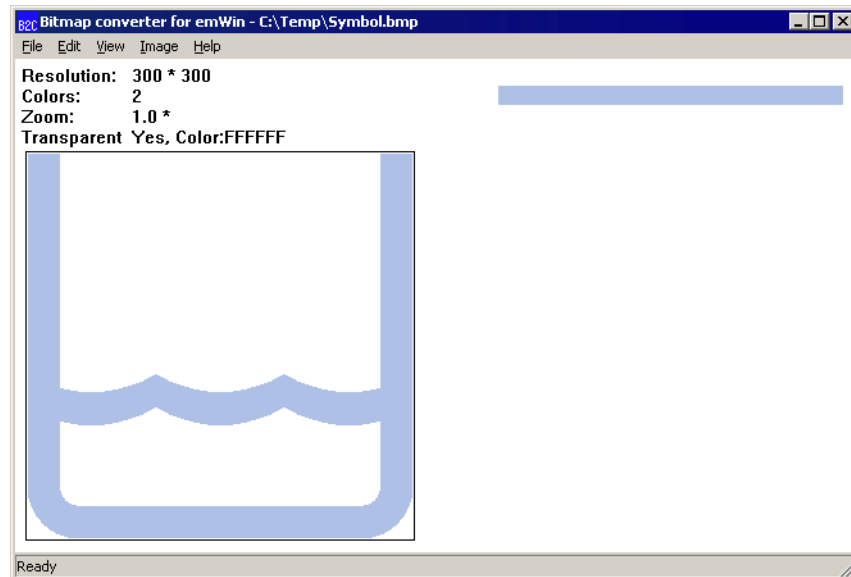 B2C Bitmap converter for emWin - C:\Temp\Symbol.bmp
File Edit View Image Help
Resolution: 300 * 300
Colors: 2
Zoom: 1.0 *
Transparent Yes, Color:FFFFFF
Ready